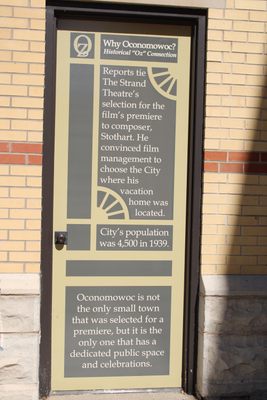 OZ
Why Oconomowoc?
Historical "Oz" Connection
Reports tie
The Strand
Theatre's
selection for the
film's premiere
to composer,
Stothart. He
convinced film
management to
choose the City
where his
vacation
home was
located.
City's population
was 4,500 in 1939.
Oconomowoc is not
the only small town
that was selected for a
premiere, but it is the
only one that has a
dedicated public space
and celebrations.